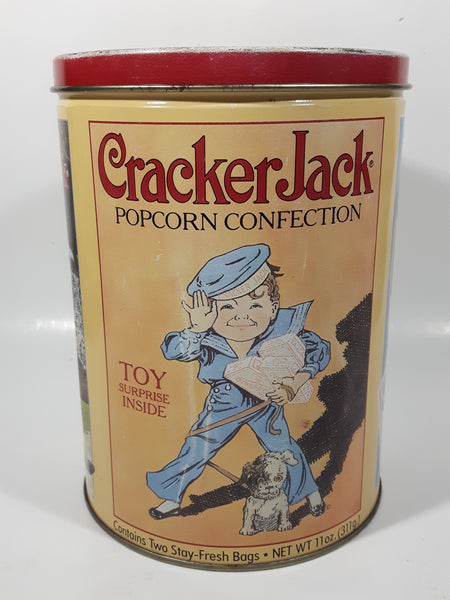 CrackerJack®
POPCORN CONFECTION
TOY
SURPRISE
INSIDE
Contains Two Stay-Fresh Bags • NET WT 11oz. (311g.)